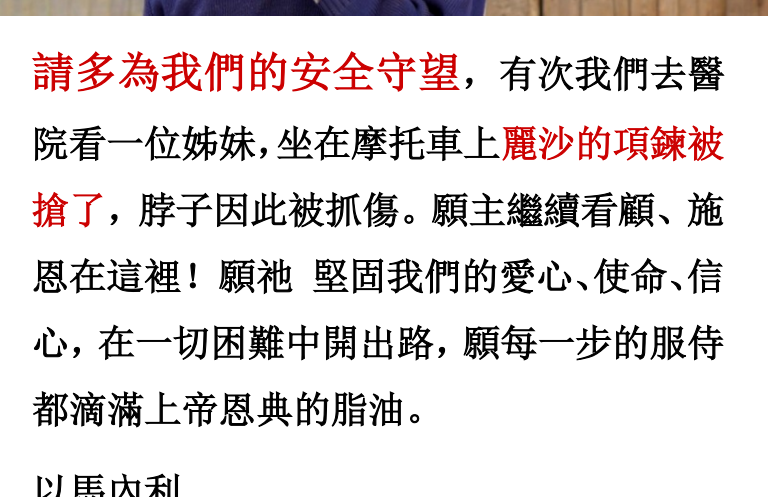 請多為我們的安全守望，有次我們去醫
院看一位姊妹，坐在摩托車上麗沙的項鍊被
搶了，脖子因此被抓傷。願主繼續看顧、施
恩在這裡！願祂 堅固我們的愛心、使命、信
心，在一切困難中開出路，願每一步的服侍
都滴滿上帝恩典的脂油。
以馬內利